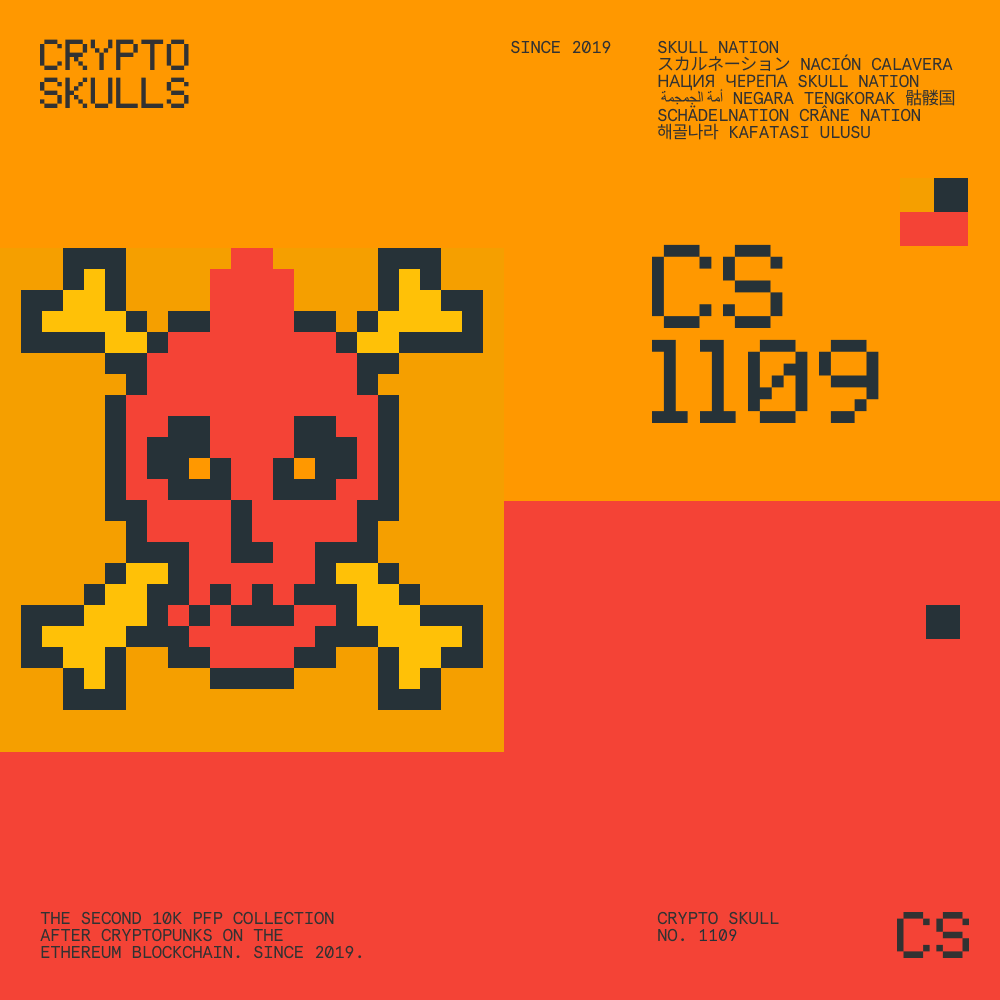 CRYPTO
SKULLS
SINCE 2019
SKULL NATION
スカルネーション NACIÓN CALAVERA
НАЦИЯ ЧЕРЕПА SKULL NATION
أمة الجمجمة NEGARA TENGKORAK 骷髅国
SCHÄDELNATION CRÂNE NATION
해골나라 KAFATASI ULUSU
CS
1109
THE SECOND 10K PFP COLLECTION
AFTER CRYPTOPUNKS ON THE
ETHEREUM BLOCKCHAIN. SINCE 2019.
CRYPTO SKULL
NO. 1109
CS